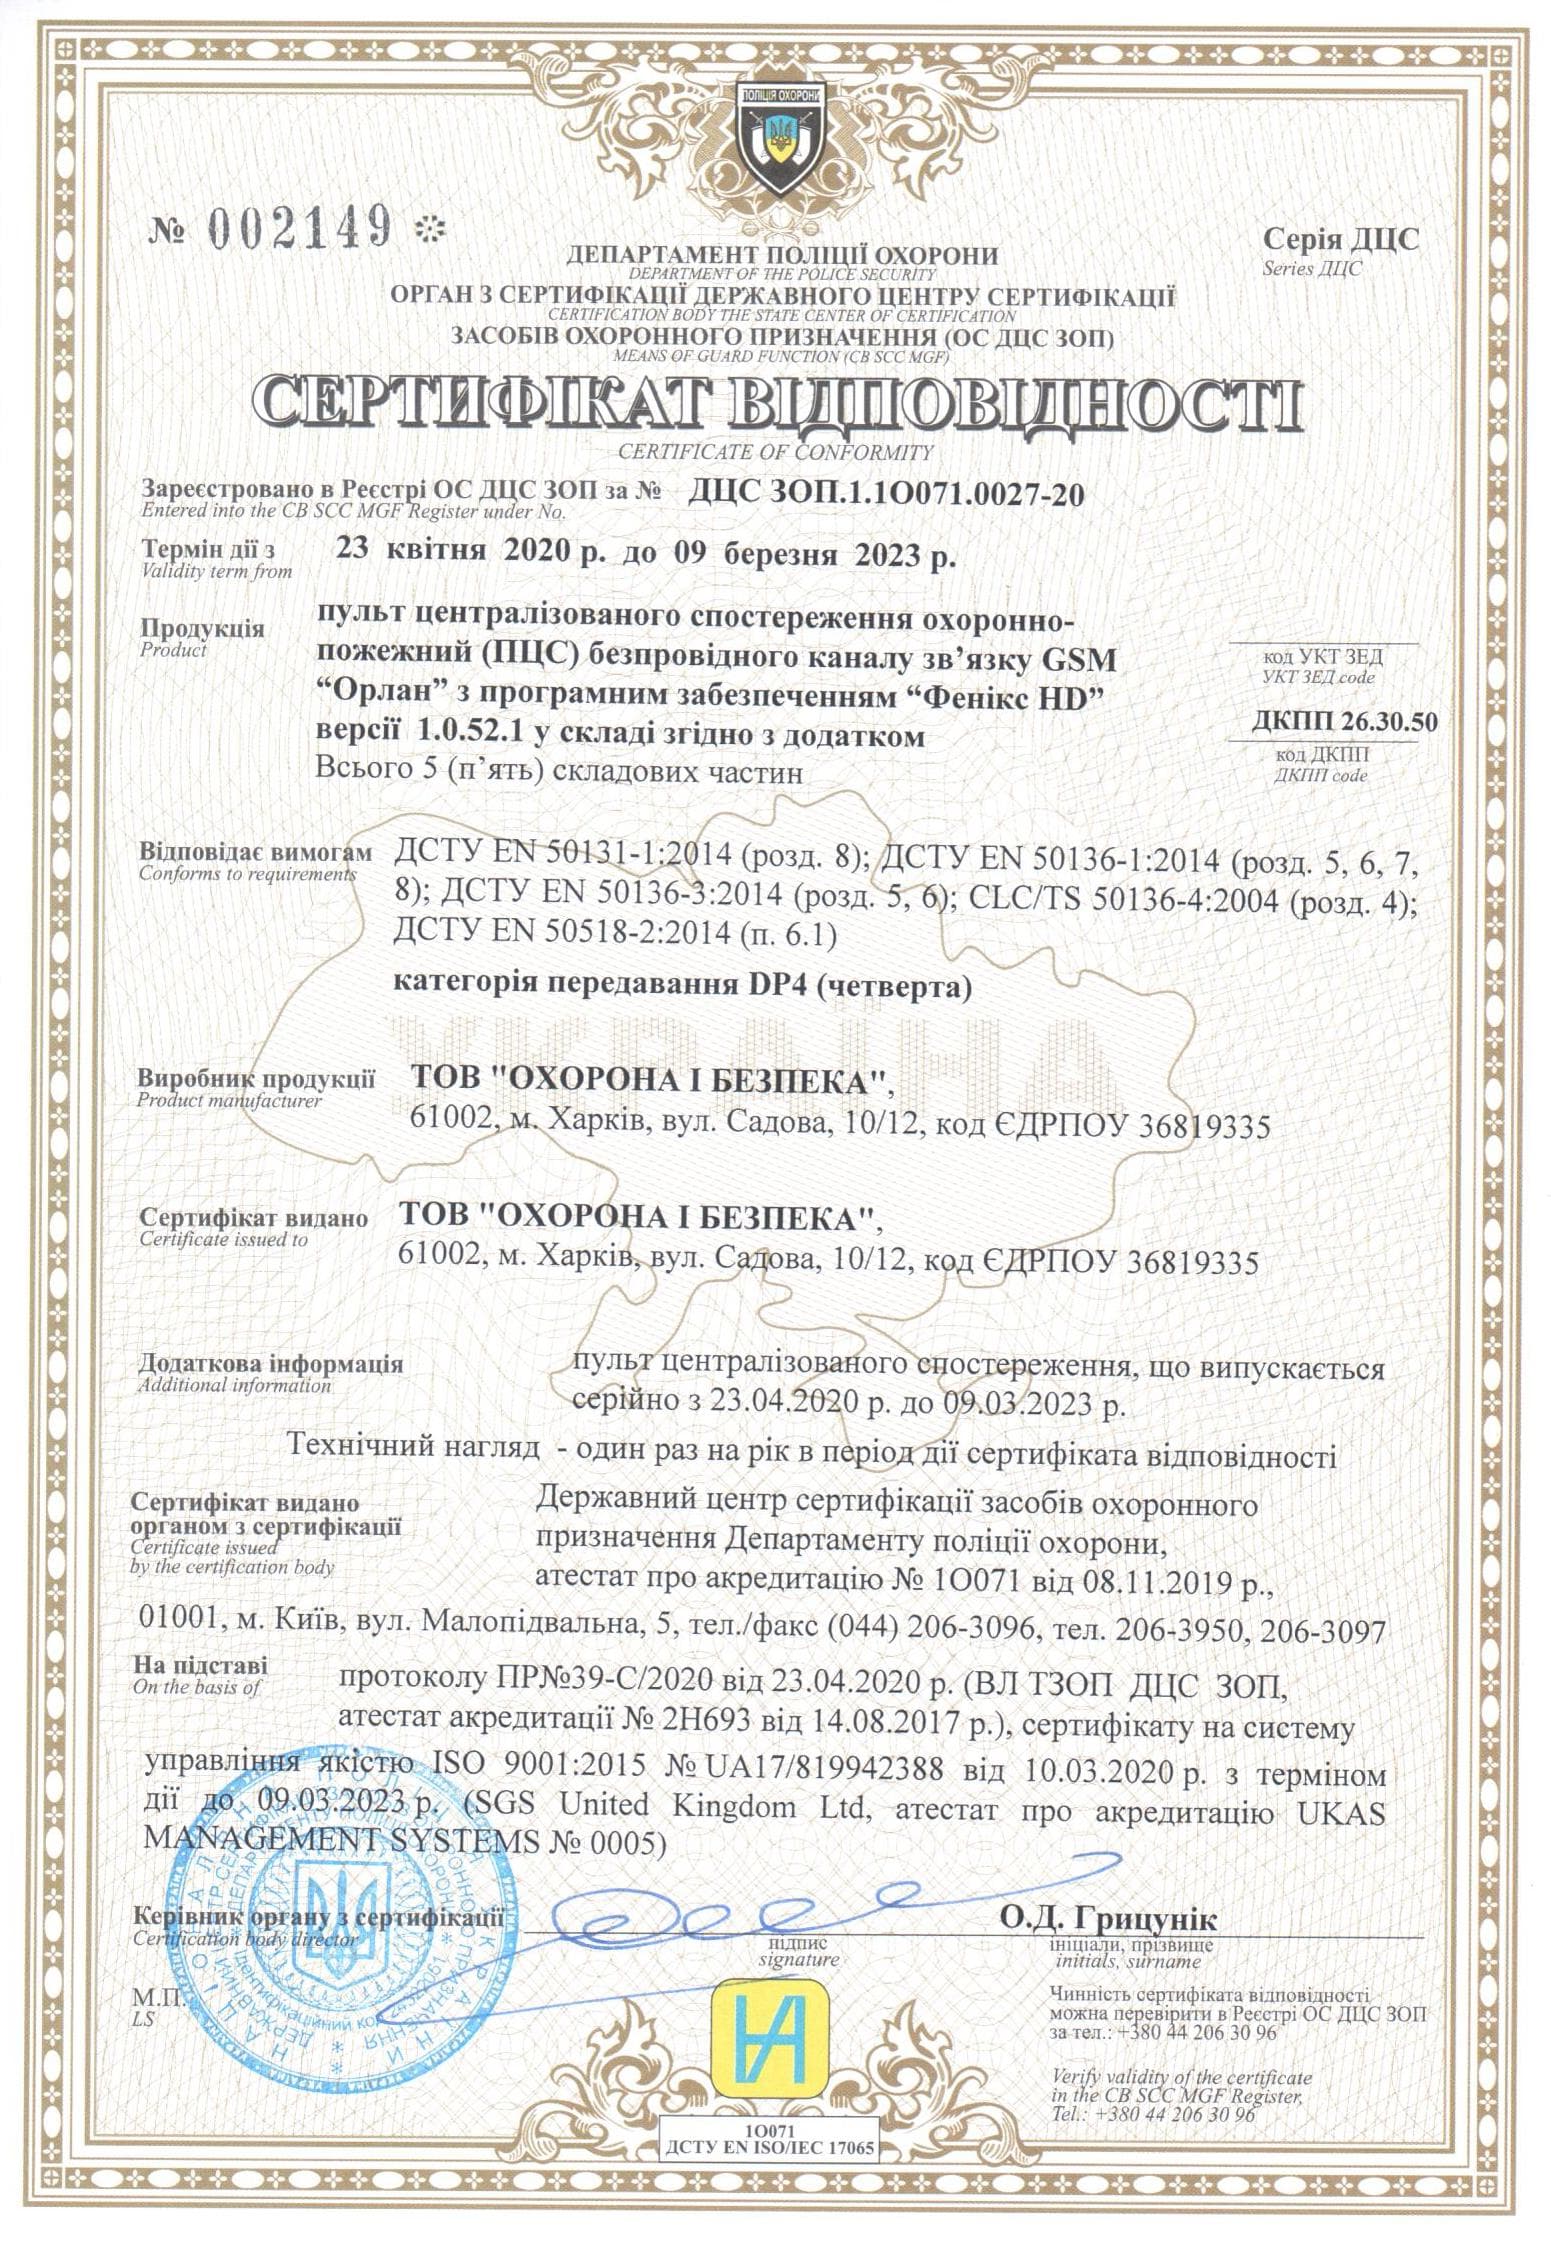 ПОЛІЦІЯ ОХОРОНИ
№ 002149
Серія ДЦС
Series ДЦС
ДЕПАРТАМЕНТ ПОЛІЦІЇ ОХОРОНИ
DEPARTMENT OF THE POLICE SECURITY
ОРГАН З СЕРТИФІКАЦІЇ ДЕРЖАВНОГО ЦЕНТРУ СЕРТИФІКАЦІЇ
CERTIFICATION BODY THE STATE CENTER OF CERTIFICATION
ЗАСОБІВ ОХОРОННОГО ПРИЗНАЧЕННЯ (ОС ДЦС ЗОП)
MEANS OF GUARD FUNCTION (CB SCC MGF)
СЕРТИФІКАТ ВІДПОВІДНОСТІ
CERTIFICATE OF CONFORMITY
Зареєстровано в Реєстрі ОС ДЦС ЗОП за № ДЦС ЗОП.1.1О071.0027-20
Entered into the CB SCC MGF Register under No.
Термін дії з 23 квітня 2020 р. до 09 березня 2023 р.
Validity term from
Продукція
Product
пульт централізованого спостереження охоронно-
пожежний (ПЦС) безпровідного каналу зв’язку GSM
“Орлан” з програмним забезпеченням “Фенікс HD”
версії 1.0.52.1 у складі згідно з додатком
Всього 5 (п’ять) складових частин
код УКТ ЗЕД
УКТ ЗЕД code
ДКПП 26.30.50
код ДКПП
ДКПП code
Відповідає вимогам
Conforms to requirements
ДСТУ EN 50131-1:2014 (розд. 8); ДСТУ EN 50136-1:2014 (розд. 5, 6, 7,
8); ДСТУ EN 50136-3:2014 (розд. 5, 6); CLC/TS 50136-4:2004 (розд. 4);
ДСТУ EN 50518-2:2014 (п. 6.1)
категорія передавання DP4 (четверта)
УКРАЇНА
Виробник продукції
Product manufacturer
ТОВ "ОХОРОНА І БЕЗПЕКА",
61002, м. Харків, вул. Садова, 10/12, код ЄДРПОУ 36819335
Сертифікат видано
Certificate issued to
ТОВ "ОХОРОНА І БЕЗПЕКА",
61002, м. Харків, вул. Садова, 10/12, код ЄДРПОУ 36819335
Додаткова інформація
Additional information
пульт централізованого спостереження, що випускається
серійно з 23.04.2020 р. до 09.03.2023 р.
Технічний нагляд - один раз на рік в період дії сертифіката відповідності
Сертифікат видано
органом з сертифікації
Certificate issued
by the certification body
Державний центр сертифікації засобів охоронного
призначення Департаменту поліції охорони,
атестат про акредитацію № 1О071 від 08.11.2019 р.,
01001, м. Київ, вул. Малопідвальна, 5, тел./факс (044) 206-3096, тел. 206-3950, 206-3097
На підставі
On the basis of
протоколу ПР№39-С/2020 від 23.04.2020 р. (ВЛ ТЗОП ДЦС ЗОП,
атестат акредитації № 2Н693 від 14.08.2017 р.), сертифікату на систему
управління якістю ISO 9001:2015 № UA17/819942388 від 10.03.2020 р. з терміном
дії до 09.03.2023 р. (SGS United Kingdom Ltd, атестат про акредитацію UKAS
MANAGEMENT SYSTEMS № 0005)
Керівник органу з сертифікації
Certification body director
підпис
signature
О.Д. Грицунік
ініціали, прізвище
initials, surname
М.П.
LS
Чинність сертифіката відповідності
можна перевірити в Реєстрі ОС ДЦС ЗОП
за тел.: +380 44 206 30 96
Verify validity of the certificate
in the CB SCC MGF Register,
Tel.: +380 44 206 30 96
1О071
ДСТУ EN ISO/IEC 17065